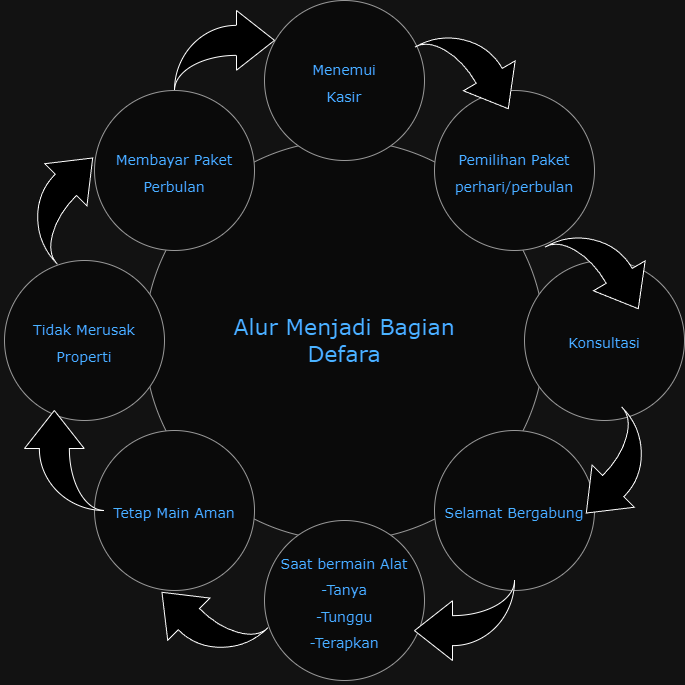 Menemui
Kasir
Pemilihan Paket
perhari/perbulan
Konsultasi
Selamat Bergabung
Saat bermain Alat
-Tanya
-Tunggu
-Terapkan
Tetap Main Aman
Tidak Merusak
Properti
Membayar Paket
Perbulan
Alur Menjadi Bagian
Defara